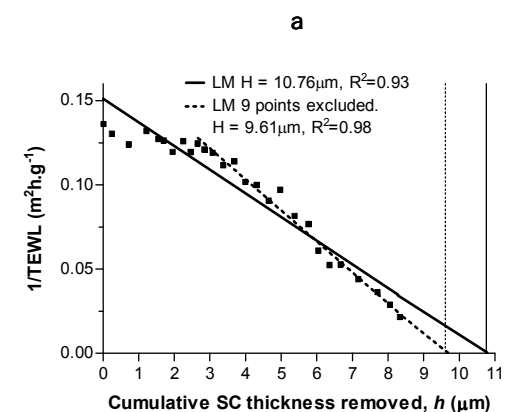 a
LM H = 10.76μm, R²=0.93
LM 9 points excluded.
H = 9.61μm, R²=0.98
0.15
0.10
0.05
0.00
1/TEWL (m²h.g⁻¹)
0 1 2 3 4 5 6 7 8 9 10 11
Cumulative SC thickness removed, h (μm)